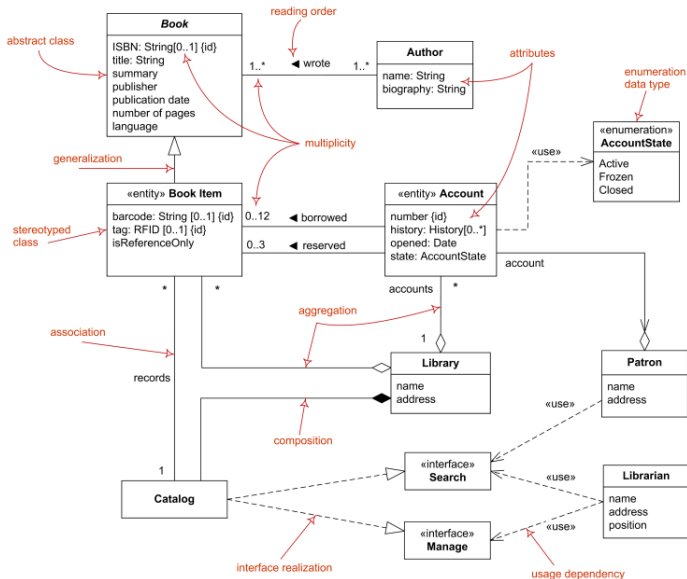 Book
ISBN: String[0..1] {id}
title: String
summary
publisher
publication date
number of pages
language
abstract class
reading order
◄ wrote
1..*
1..*
Author
name: String
biography: String
attributes
enumeration
data type
«enumeration»
AccountState
Active
Frozen
Closed
«use»
multiplicity
generalization
«entity» Book Item
barcode: String [0..1] {id}
tag: RFID [0..1] {id}
isReferenceOnly
stereotyped
class
0..12
◄ borrowed
0..3
◄ reserved
«entity» Account
number {id}
history: History[0..*]
opened: Date
state: AccountState
account
*
*
accounts
*
aggregation
association
1
Library
name
address
records
composition
Patron
name
address
«use»
1
Catalog
«interface»
Search
«interface»
Manage
«use»
«use»
Librarian
name
address
position
interface realization
usage dependency